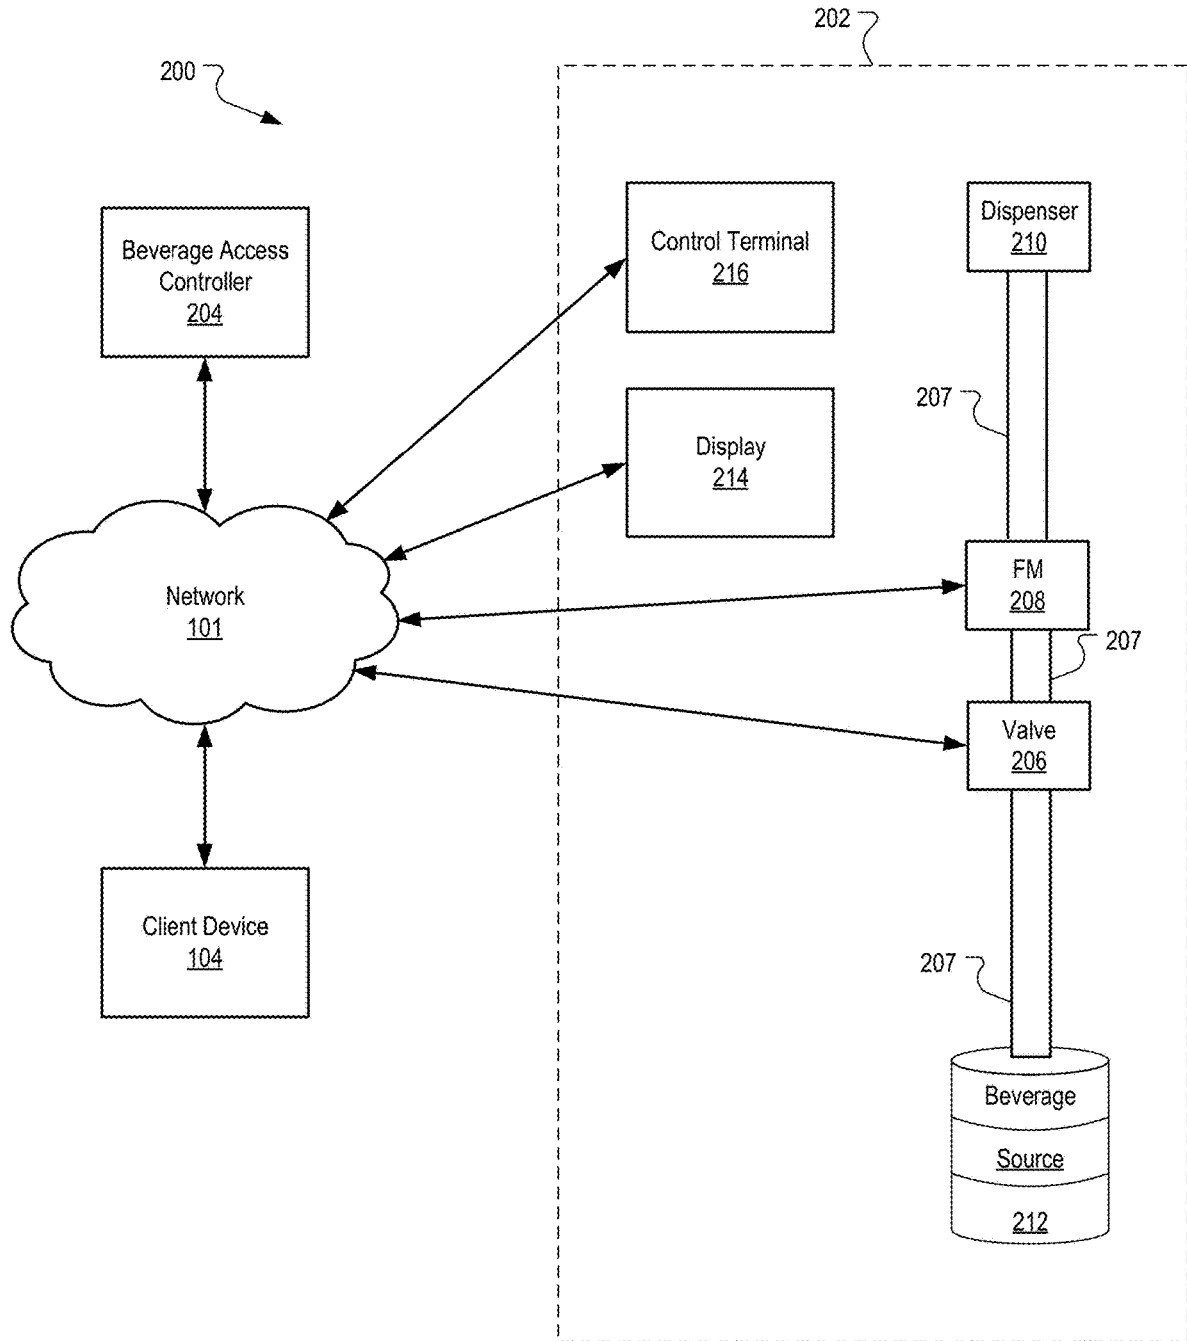 202
200
Beverage Access
Controller
204
Control Terminal
216
Dispenser
210
207
Display
214
FM
208
207
Network
101
Valve
206
Client Device
104
207
Beverage
Source
212